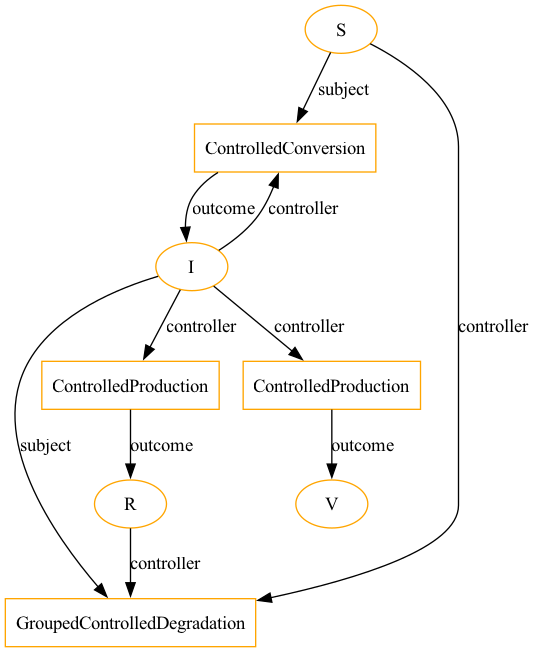 S
subject
ControlledConversion
outcome
controller
I
controller
controller
controller
ControlledProduction
ControlledProduction
subject
outcome
outcome
R
V
controller
GroupedControlledDegradation